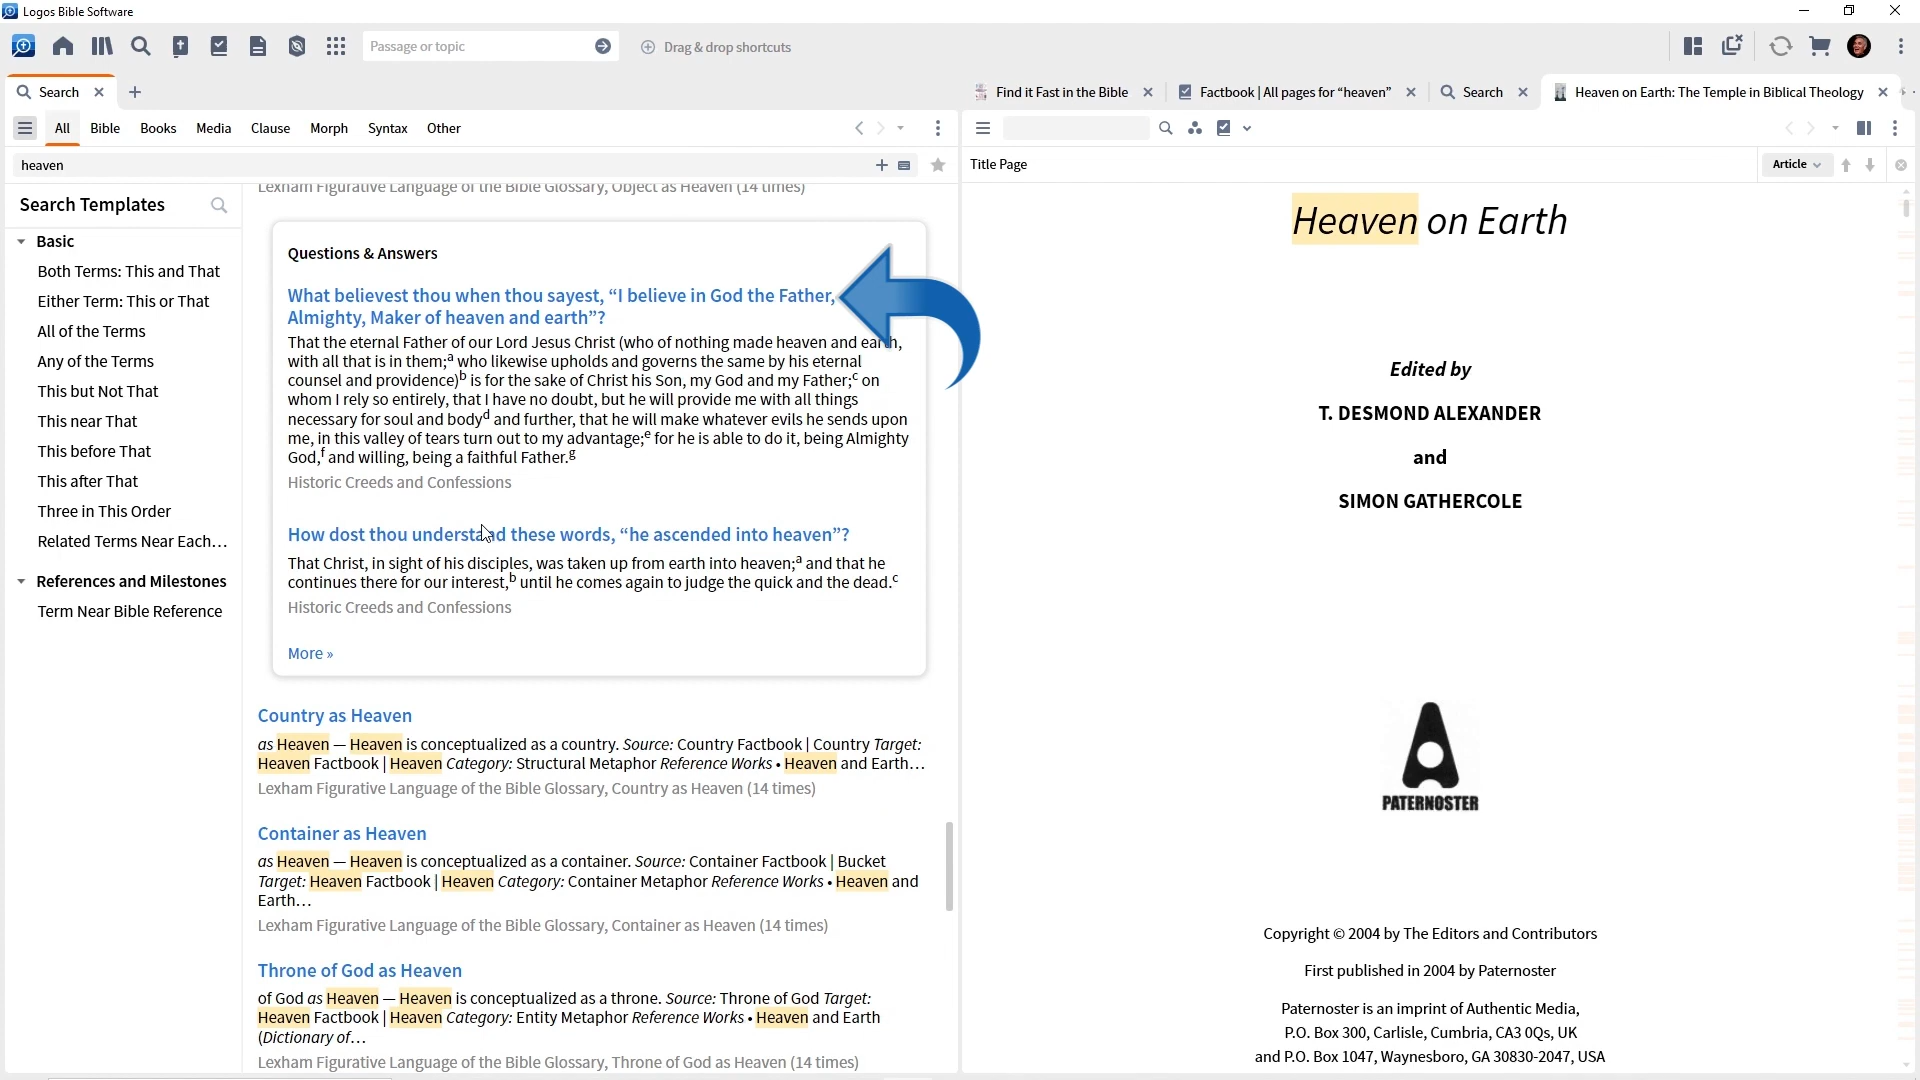 Logos Bible Software
Passage or topic
Drag & drop shortcuts
Search
Find it Fast in the Bible
Factbook | All pages for “heaven”
Search
Heaven on Earth: The Temple in Biblical Theology
All
Bible
Books
Media
Clause
Morph
Syntax
Other
heaven
Title Page
Article
Search Templates
Basic
Both Terms: This and That
Either Term: This or That
All of the Terms
Any of the Terms
This but Not That
This near That
This before That
This after That
Three in This Order
Related Terms Near Each…
References and Milestones
Term Near Bible Reference
Lexham Figurative Language of the Bible Glossary, Object as Heaven (14 times)
Questions & Answers
What believest thou when thou sayest, “I believe in God the Father,
Almighty, Maker of heaven and earth”?
That the eternal Father of our Lord Jesus Christ (who of nothing made heaven and earth,
with all that is in them;a who likewise upholds and governs the same by his eternal
counsel and providence)b is for the sake of Christ his Son, my God and my Father;c on
whom I rely so entirely, that I have no doubt, but he will provide me with all things
necessary for soul and bodyd and further, that he will make whatever evils he sends upon
me, in this valley of tears turn out to my advantage;e for he is able to do it, being Almighty
God,f and willing, being a faithful Father.g
Historic Creeds and Confessions
How dost thou understand these words, “he ascended into heaven”?
That Christ, in sight of his disciples, was taken up from earth into heaven;a and that he
continues there for our interest,b until he comes again to judge the quick and the dead.c
Historic Creeds and Confessions
More »
Country as Heaven
as Heaven — Heaven is conceptualized as a country. Source: Country Factbook | Country Target:
Heaven Factbook | Heaven Category: Structural Metaphor Reference Works • Heaven and Earth…
Lexham Figurative Language of the Bible Glossary, Country as Heaven (14 times)
Container as Heaven
as Heaven — Heaven is conceptualized as a container. Source: Container Factbook | Bucket
Target: Heaven Factbook | Heaven Category: Container Metaphor Reference Works • Heaven and
Earth…
Lexham Figurative Language of the Bible Glossary, Container as Heaven (14 times)
Throne of God as Heaven
of God as Heaven — Heaven is conceptualized as a throne. Source: Throne of God Target:
Heaven Factbook | Heaven Category: Entity Metaphor Reference Works • Heaven and Earth
(Dictionary of…
Lexham Figurative Language of the Bible Glossary, Throne of God as Heaven (14 times)
Heaven on Earth
Edited by
T. DESMOND ALEXANDER
and
SIMON GATHERCOLE
PATERNOSTER
Copyright © 2004 by The Editors and Contributors
First published in 2004 by Paternoster
Paternoster is an imprint of Authentic Media,
P.O. Box 300, Carlisle, Cumbria, CA3 0Qs, UK
and P.O. Box 1047, Waynesboro, GA 30830-2047, USA